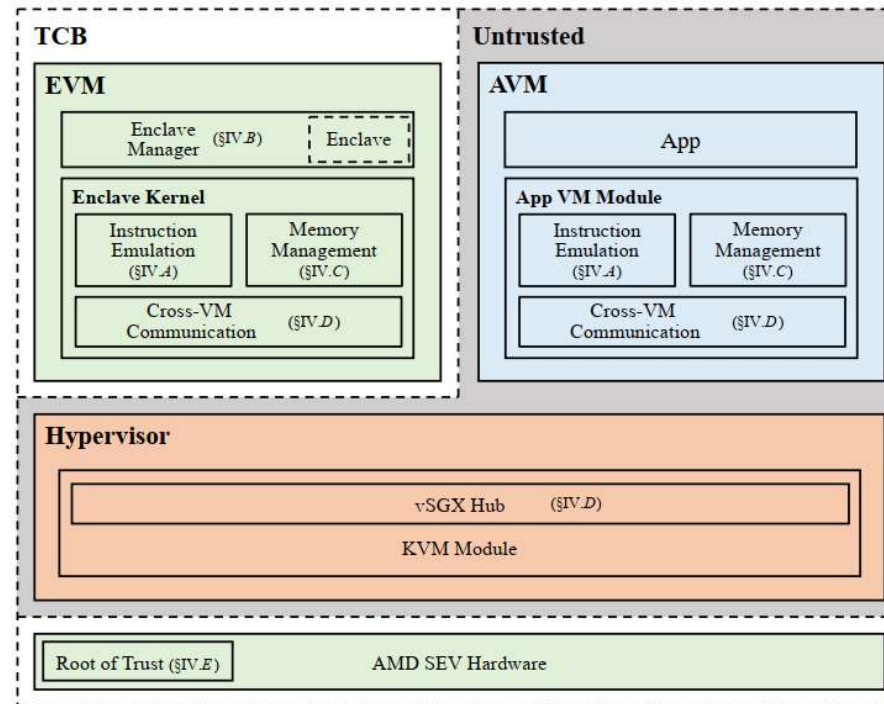 TCB
Untrusted
EVM
Enclave
Manager (§IV.B)
Enclave
Enclave Kernel
Instruction
Emulation
(§IV.A)
Memory
Management
(§IV.C)
Cross-VM
Communication (§IV.D)
AVM
App
App VM Module
Instruction
Emulation
(§IV.A)
Memory
Management
(§IV.C)
Cross-VM
Communication (§IV.D)
Hypervisor
vSGX Hub (§IV.D)
KVM Module
Root of Trust (§IV.E)
AMD SEV Hardware